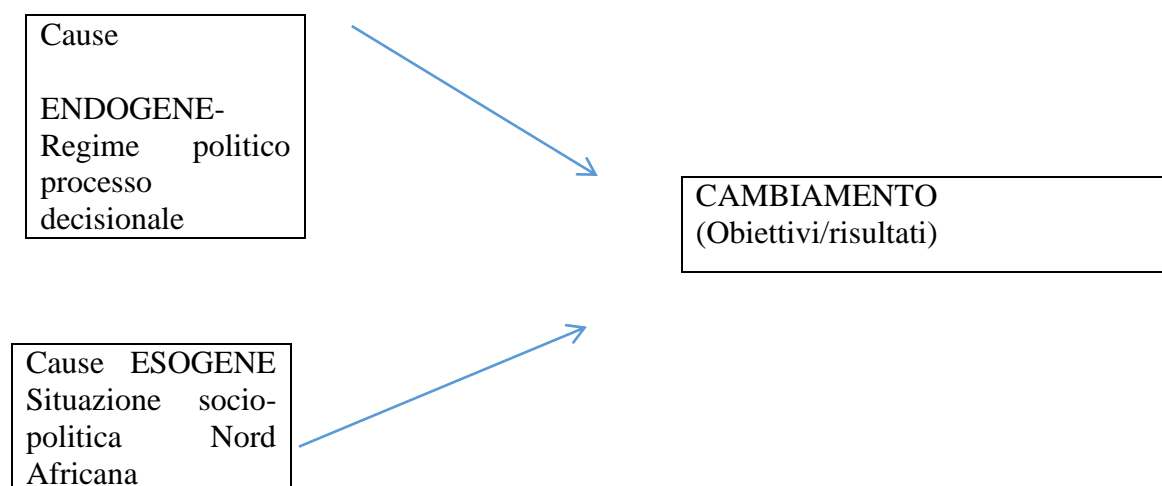 Cause
ENDOGENE-
Regime politico
processo
decisionale
CAMBIAMENTO
(Obiettivi/risultati)
Cause ESOGENE
Situazione socio-
politica Nord
Africana